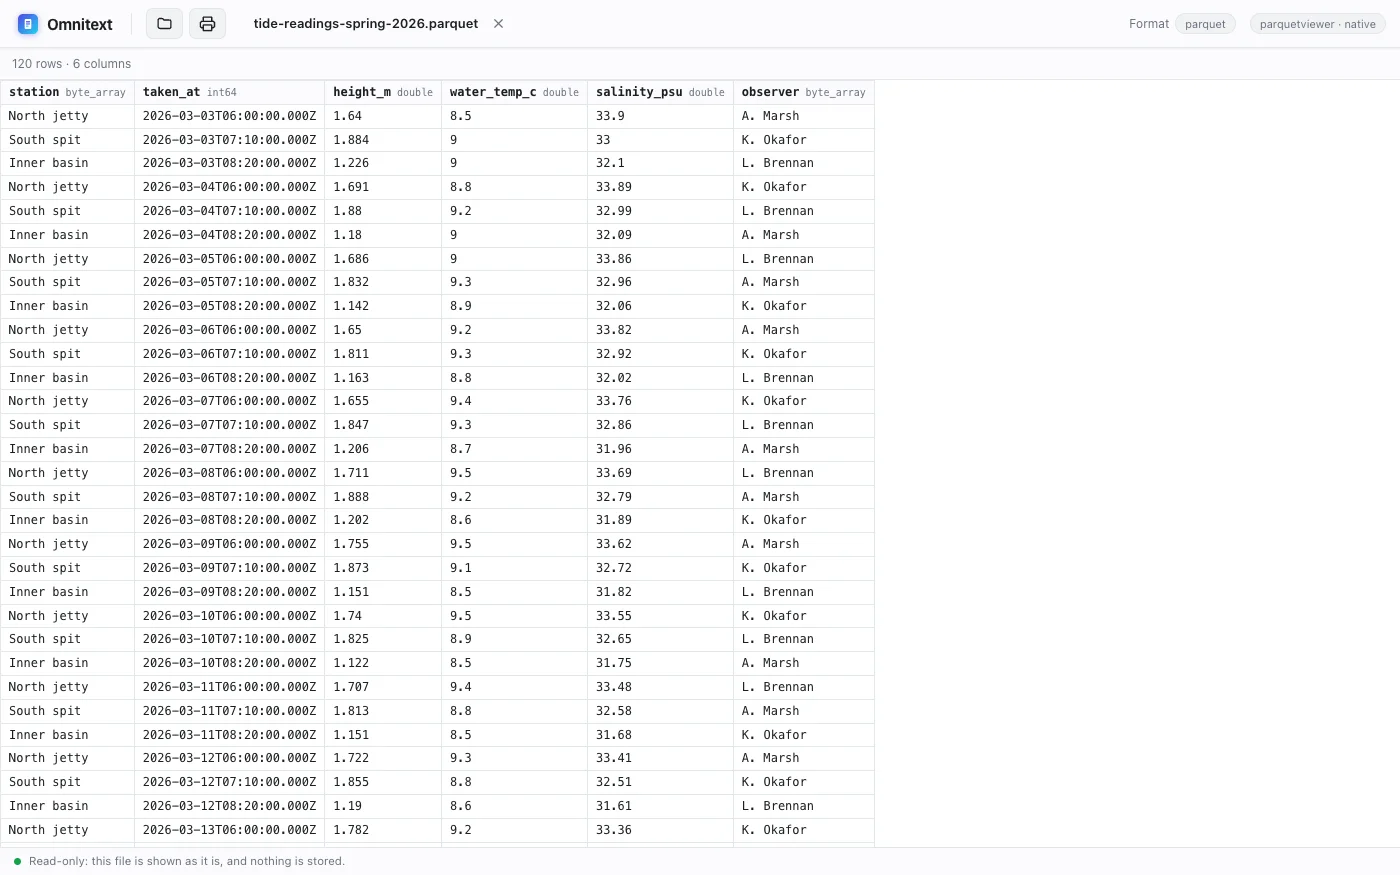 Omnitext tide-readings-spring-2026.parquet Format parquet parquetviewer · native
120 rows · 6 columns
station byte_array taken_at int64 height_m double water_temp_c double salinity_psu double observer byte_array
North jetty 2026-03-03T06:00:00.000Z 1.64 8.5 33.9 A. Marsh
South spit 2026-03-03T07:10:00.000Z 1.884 9 33 K. Okafor
Inner basin 2026-03-03T08:20:00.000Z 1.226 9 32.1 L. Brennan
North jetty 2026-03-04T06:00:00.000Z 1.691 8.8 33.89 K. Okafor
South spit 2026-03-04T07:10:00.000Z 1.88 9.2 32.99 L. Brennan
Inner basin 2026-03-04T08:20:00.000Z 1.18 9 32.09 A. Marsh
North jetty 2026-03-05T06:00:00.000Z 1.686 9 33.86 L. Brennan
South spit 2026-03-05T07:10:00.000Z 1.832 9.3 32.96 A. Marsh
Inner basin 2026-03-05T08:20:00.000Z 1.142 8.9 32.06 K. Okafor
North jetty 2026-03-06T06:00:00.000Z 1.65 9.2 33.82 A. Marsh
South spit 2026-03-06T07:10:00.000Z 1.811 9.3 32.92 K. Okafor
Inner basin 2026-03-06T08:20:00.000Z 1.163 8.8 32.02 L. Brennan
North jetty 2026-03-07T06:00:00.000Z 1.655 9.4 33.76 K. Okafor
South spit 2026-03-07T07:10:00.000Z 1.847 9.3 32.86 L. Brennan
Inner basin 2026-03-07T08:20:00.000Z 1.206 8.7 31.96 A. Marsh
North jetty 2026-03-08T06:00:00.000Z 1.711 9.5 33.69 L. Brennan
South spit 2026-03-08T07:10:00.000Z 1.888 9.2 32.79 A. Marsh
Inner basin 2026-03-08T08:20:00.000Z 1.202 8.6 31.89 K. Okafor
North jetty 2026-03-09T06:00:00.000Z 1.755 9.5 33.62 A. Marsh
South spit 2026-03-09T07:10:00.000Z 1.873 9.1 32.72 K. Okafor
Inner basin 2026-03-09T08:20:00.000Z 1.151 8.5 31.82 L. Brennan
North jetty 2026-03-10T06:00:00.000Z 1.74 9.5 33.55 K. Okafor
South spit 2026-03-10T07:10:00.000Z 1.825 8.9 32.65 L. Brennan
Inner basin 2026-03-10T08:20:00.000Z 1.122 8.5 31.75 A. Marsh
North jetty 2026-03-11T06:00:00.000Z 1.707 9.4 33.48 L. Brennan
South spit 2026-03-11T07:10:00.000Z 1.813 8.8 32.58 A. Marsh
Inner basin 2026-03-11T08:20:00.000Z 1.151 8.5 31.68 K. Okafor
North jetty 2026-03-12T06:00:00.000Z 1.722 9.3 33.41 A. Marsh
South spit 2026-03-12T07:10:00.000Z 1.855 8.8 32.51 K. Okafor
Inner basin 2026-03-12T08:20:00.000Z 1.19 8.6 31.61 L. Brennan
North jetty 2026-03-13T06:00:00.000Z 1.782 9.2 33.36 K. Okafor
Read-only: this file is shown as it is, and nothing is stored.